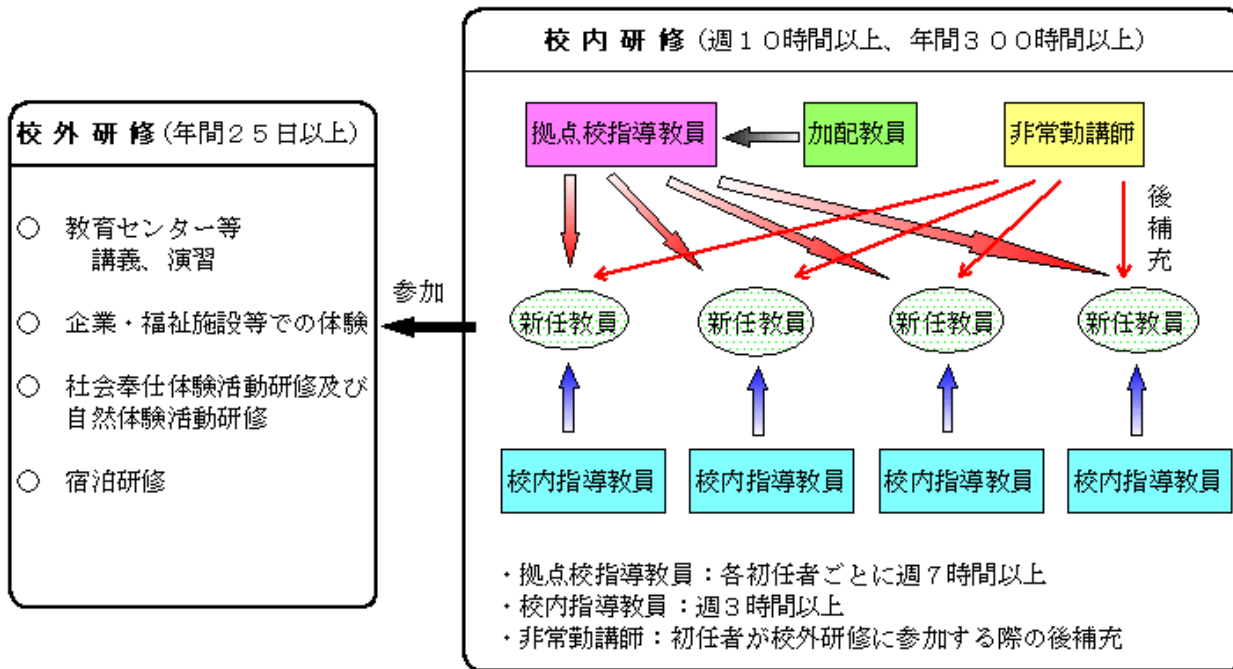 校内研修(週１０時間以上、年間３００時間以上)
校外研修(年間２５日以上)
○ 教育センター等
講義、演習
○ 企業・福祉施設等での体験
○ 社会奉仕体験活動研修及び
自然体験活動研修
○ 宿泊研修
参加
拠点校指導教員
加配教員
非常勤講師
後補充
新任教員
新任教員
新任教員
新任教員
校内指導教員
校内指導教員
校内指導教員
校内指導教員
・拠点校指導教員：各初任者ごとに週７時間以上
・校内指導教員：週３時間以上
・非常勤講師：初任者が校外研修に参加する際の後補充